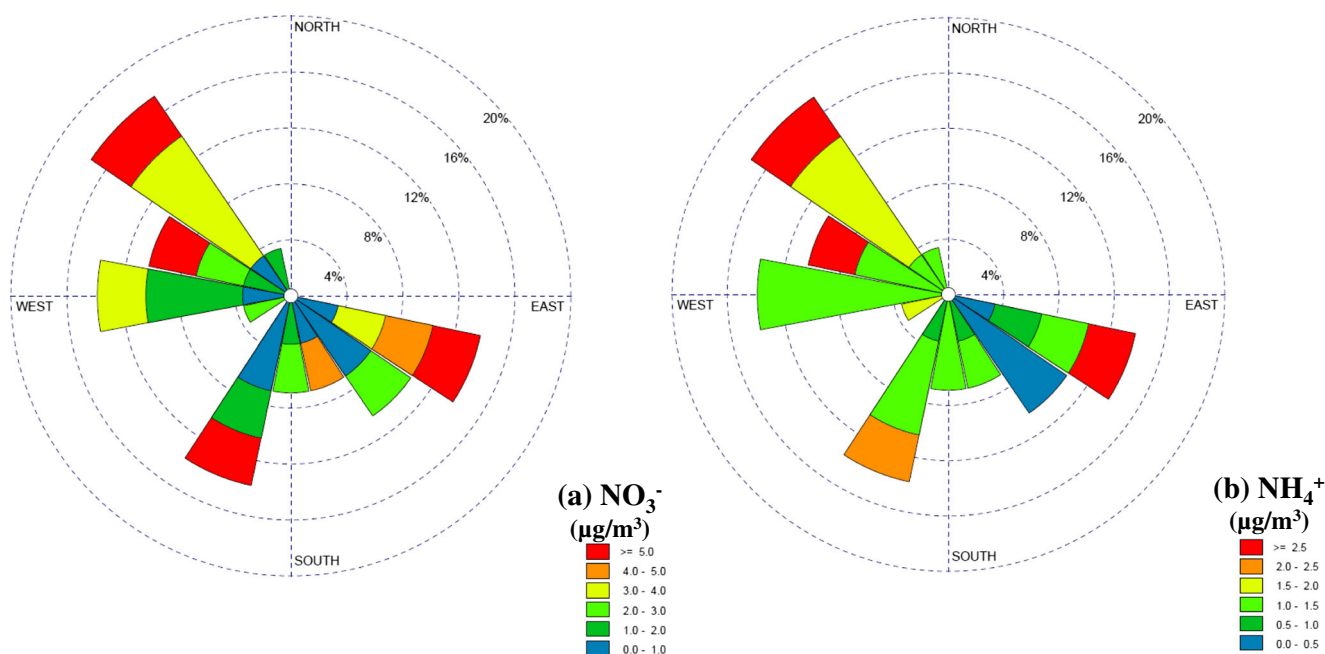 NORTH
20%
16%
12%
8%
4%
WEST
EAST
SOUTH
(a) NO₃⁻
(µg/m³)
>= 5.0
4.0 - 5.0
3.0 - 4.0
2.0 - 3.0
1.0 - 2.0
0.0 - 1.0
NORTH
20%
16%
12%
8%
4%
WEST
EAST
SOUTH
(b) NH₄⁺
(µg/m³)
>= 2.5
2.0 - 2.5
1.5 - 2.0
1.0 - 1.5
0.5 - 1.0
0.0 - 0.5